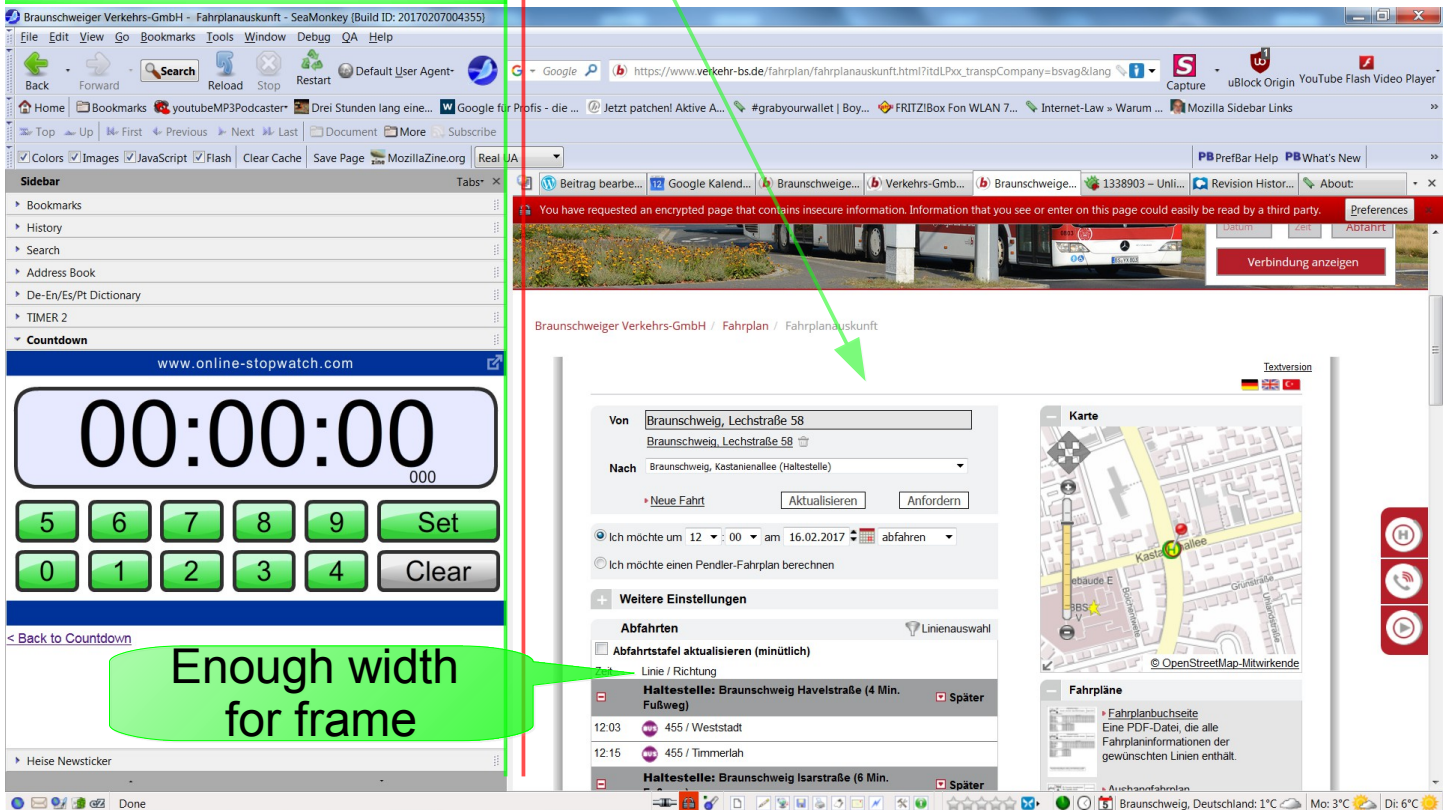 Braunschweiger Verkehrs-GmbH - Fahrplanauskunft - SeaMonkey {Build ID: 20170207004355}
File Edit View Go Bookmarks Tools Window Debug QA Help
Back Forward Search Reload Stop Restart Default User Agent Google https://www.verkehr-bs.de/fahrplan/fahrplanauskunft.html?itdLPxx_transpCompany=bsvag&lang Capture uBlock Origin YouTube Flash Video Player
Home Bookmarks youtubeMP3Podcaster Drei Stunden lang eine... Google für Profis - die ... Jetzt patchen! Aktive A... #grabyourwallet | Boy... FRITZ!Box Fon WLAN 7... Internet-Law » Warum ... Mozilla Sidebar Links
Top Up First Previous Next Last Document More Subscribe
Colors Images JavaScript Flash Clear Cache Save Page MozillaZine.org Real UA PrefBar Help What's New
Sidebar Tabs
Beitrag bearbe... Google Kalend... Braunschweige... Verkehrs-Gmb... Braunschweige... 1338903 – Unli... Revision Histor... About:
Bookmarks
You have requested an encrypted page that contains insecure information. Information that you see or enter on this page could easily be read by a third party. Preferences
History
Search
Address Book
De-En/Es/Pt Dictionary
TIMER 2
Countdown
www.online-stopwatch.com
00:00:00
000
5 6 7 8 9 Set
0 1 2 3 4 Clear
< Back to Countdown
Enough width
for frame
Heise Newsticker
Datum Zeit Abfahrt
Verbindung anzeigen
Braunschweiger Verkehrs-GmbH / Fahrplan / Fahrplanauskunft
Textversion
Von Braunschweig, Lechstraße 58
Braunschweig, Lechstraße 58
Nach Braunschweig, Kastanienallee (Haltestelle)
Neue Fahrt Aktualisieren Anfordern
Ich möchte um 12 : 00 am 16.02.2017 abfahren
Ich möchte einen Pendler-Fahrplan berechnen
Weitere Einstellungen
Abfahrten Linienauswahl
Abfahrtstafel aktualisieren (minütlich)
Zeit Linie / Richtung
Haltestelle: Braunschweig Havelstraße (4 Min.
Fußweg) Später
12:03 BUS 455 / Weststadt
12:15 BUS 455 / Timmerlah
Haltestelle: Braunschweig Isarstraße (6 Min.
Später
Karte
Grünstraße
Uhlandstraße
BBS
V
© OpenStreetMap-Mitwirkende
Fahrpläne
Fahrplanbuchseite
Eine PDF-Datei, die alle
Fahrplaninformationen der
gewünschten Linien enthält.
Aushangfahrplan
Done Braunschweig, Deutschland: 1°C Mo: 3°C Di: 6°C